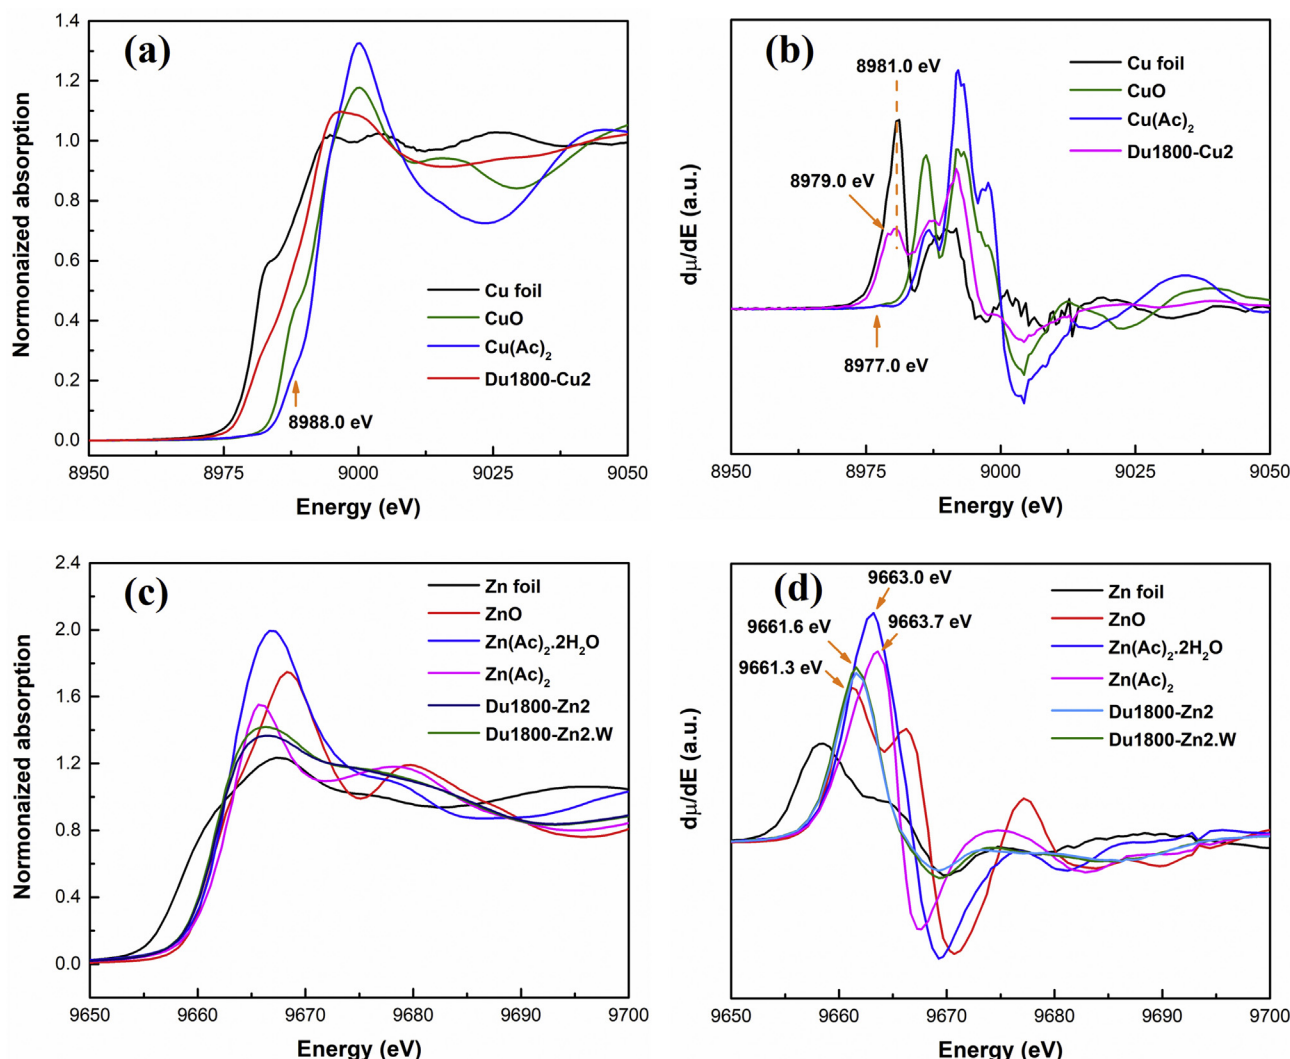 (a)
1.4
1.2
1.0
0.8
0.6
0.4
0.2
0.0
Normonaized absorption
Cu foil
CuO
Cu(Ac)₂
Du1800-Cu2
8988.0 eV
8950 8975 9000 9025 9050
Energy (eV)
(b)
8981.0 eV
8979.0 eV
8977.0 eV
dμ/dE (a.u.)
Cu foil
CuO
Cu(Ac)₂
Du1800-Cu2
8950 8975 9000 9025 9050
Energy (eV)
(c)
2.4
2.0
1.6
1.2
0.8
0.4
0.0
Normonaized absorption
Zn foil
ZnO
Zn(Ac)₂.2H₂O
Zn(Ac)₂
Du1800-Zn2
Du1800-Zn2.W
9650 9660 9670 9680 9690 9700
Energy (eV)
(d)
9663.0 eV
9661.6 eV
9663.7 eV
9661.3 eV
dμ/dE (a.u.)
Zn foil
ZnO
Zn(Ac)₂.2H₂O
Zn(Ac)₂
Du1800-Zn2
Du1800-Zn2.W
9650 9660 9670 9680 9690 9700
Energy (eV)